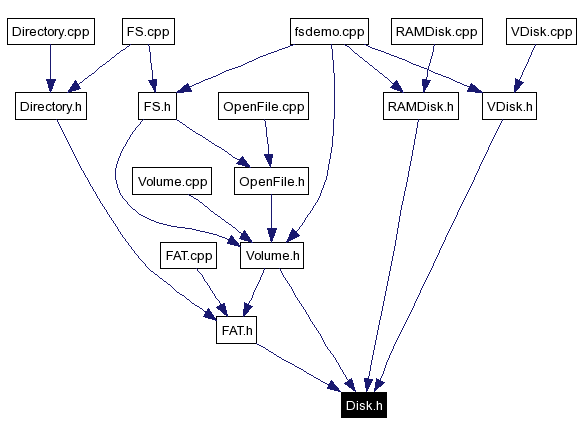 Directory.cpp
FS.cpp
fsdemo.cpp
RAMDisk.cpp
VDisk.cpp
Directory.h
FS.h
OpenFile.cpp
RAMDisk.h
VDisk.h
Volume.cpp
OpenFile.h
FAT.cpp
Volume.h
FAT.h
Disk.h